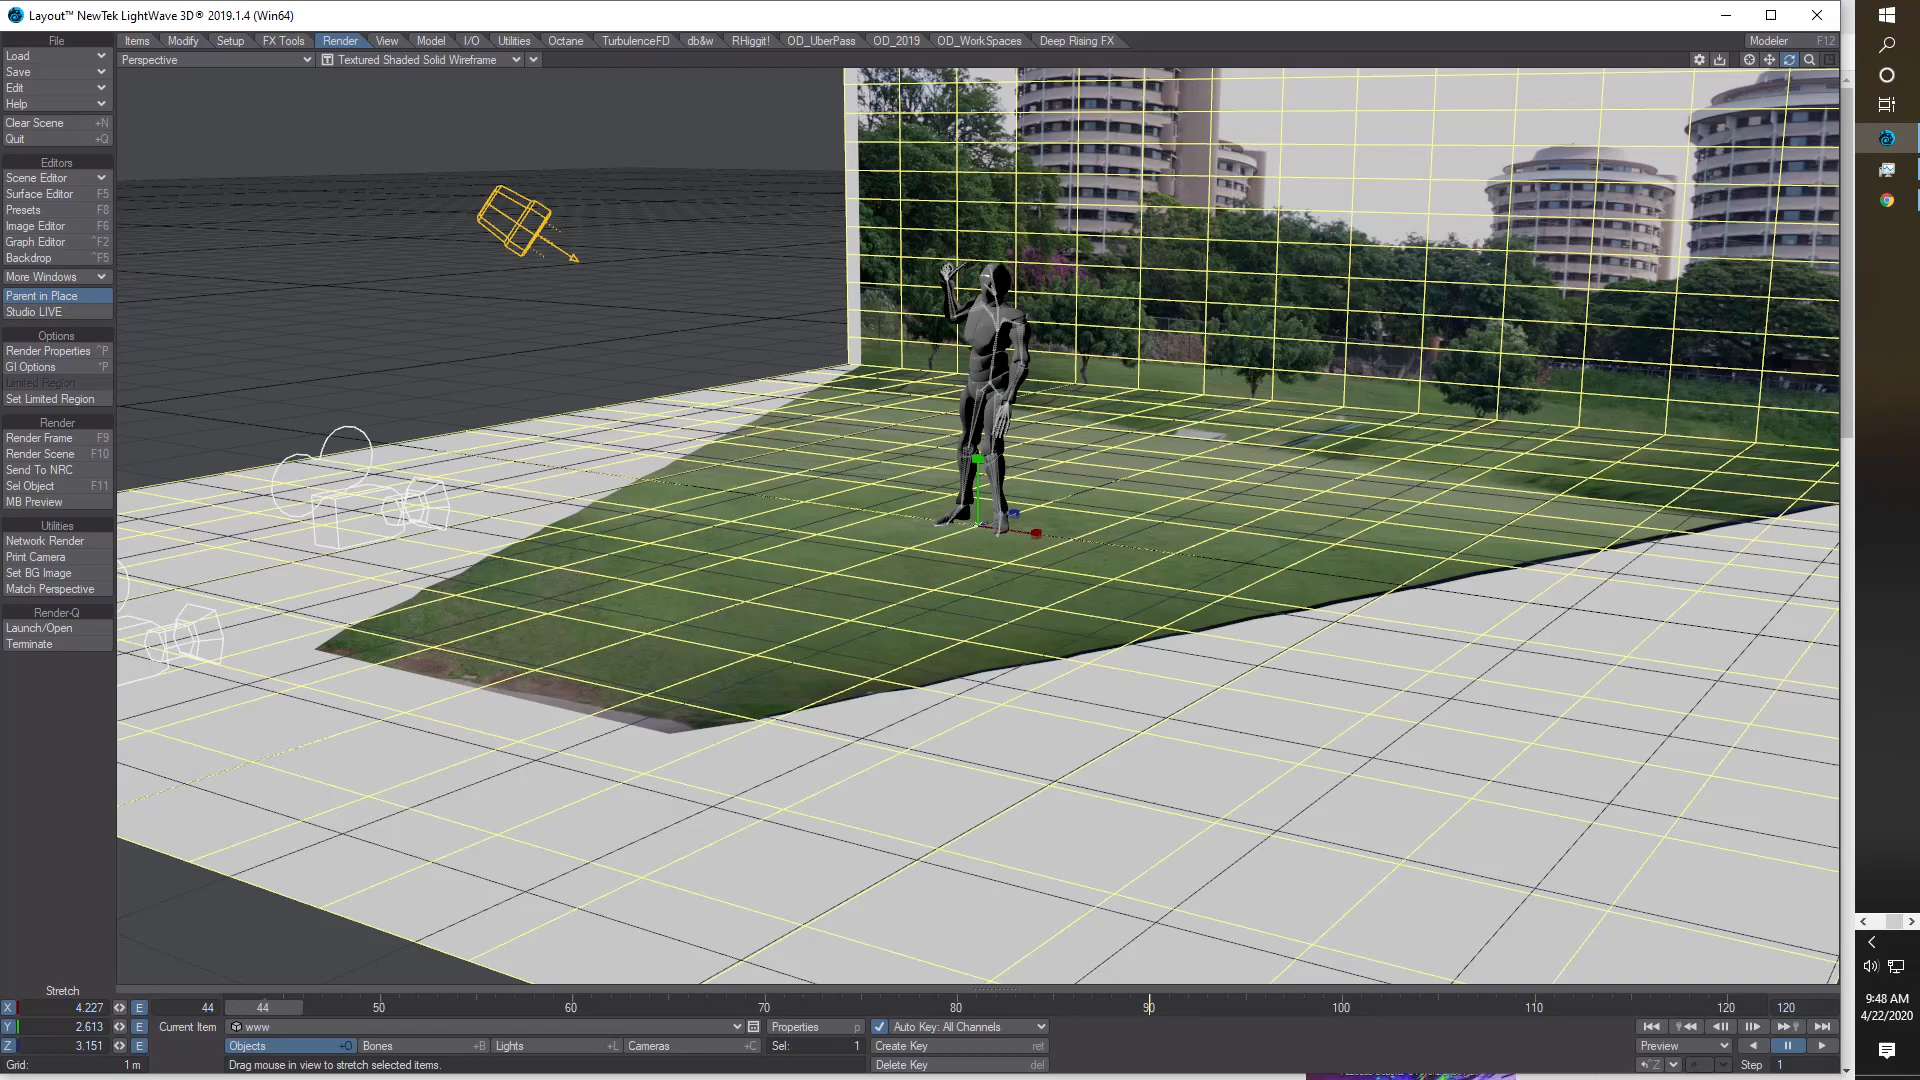 Layout™ NewTek LightWave 3D® 2019.1.4 (Win64)
File
Items Modify Setup FX Tools Render View Model I/O Utilities Octane TurbulenceFD db&w RHiggit! OD_UberPass OD_2019 OD_WorkSpaces Deep Rising FX Modeler F12
Perspective Textured Shaded Solid Wireframe
Load
Save
Edit
Help
Clear Scene +N
Quit +Q
Editors
Scene Editor
Surface Editor F5
Presets F8
Image Editor F6
Graph Editor ^F2
Backdrop ^F5
More Windows
Parent in Place
Studio LIVE
Options
Render Properties ^P
GI Options *P
Limited Region
Set Limited Region
Render
Render Frame F9
Render Scene F10
Send To NRC
Sel Object F11
MB Preview
Utilities
Network Render
Print Camera
Set BG Image
Match Perspective
Render-Q
Launch/Open
Terminate
Stretch
X 4.227 E 44 44 50 60 70 80 90 100 110 120 120
Y 2.613 E Current Item www Properties p Auto Key: All Channels
Z 3.151 E Objects +O Bones +B Lights +L Cameras +C Sel: 1 Create Key ret Preview
Grid: 1 m Drag mouse in view to stretch selected items. Delete Key del ^Z Step 1
9:48 AM
4/22/2020